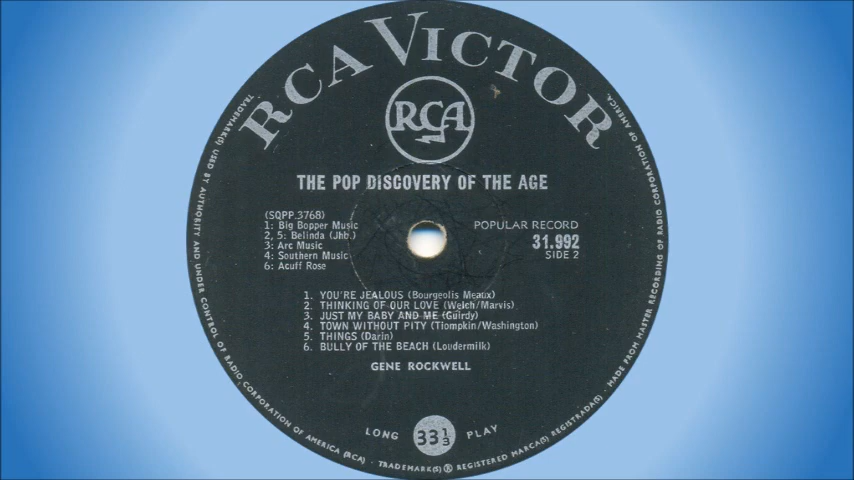 RCA VICTOR
RCA
THE POP DISCOVERY OF THE AGE
(SQPP.3768)
1: Big Bopper Music
2, 5: Belinda (Jhb.)
3: Arc Music
4: Southern Music
6: Acuff Rose
POPULAR RECORD
31.992
SIDE 2
1. YOU'RE JEALOUS (Bourgeolis Meaux)
2. THINKING OF OUR LOVE (Welch/Marvis)
3. JUST MY BABY AND ME (Guirdy)
4. TOWN WITHOUT PITY (Tiompkin/Washington)
5. THINGS (Darin)
6. BULLY OF THE BEACH (Loudermilk)
GENE ROCKWELL
LONG 33 1/3 PLAY
TRADEMARK(S) USED BY AUTHORITY AND UNDER CONTROL OF RADIO CORPORATION OF AMERICA (RCA) - TRADEMARK(S) ® REGISTERED MARCA(S) REGISTRADA(S) - MADE FROM MASTER RECORDING OF RADIO CORPORATION OF AMERICA.